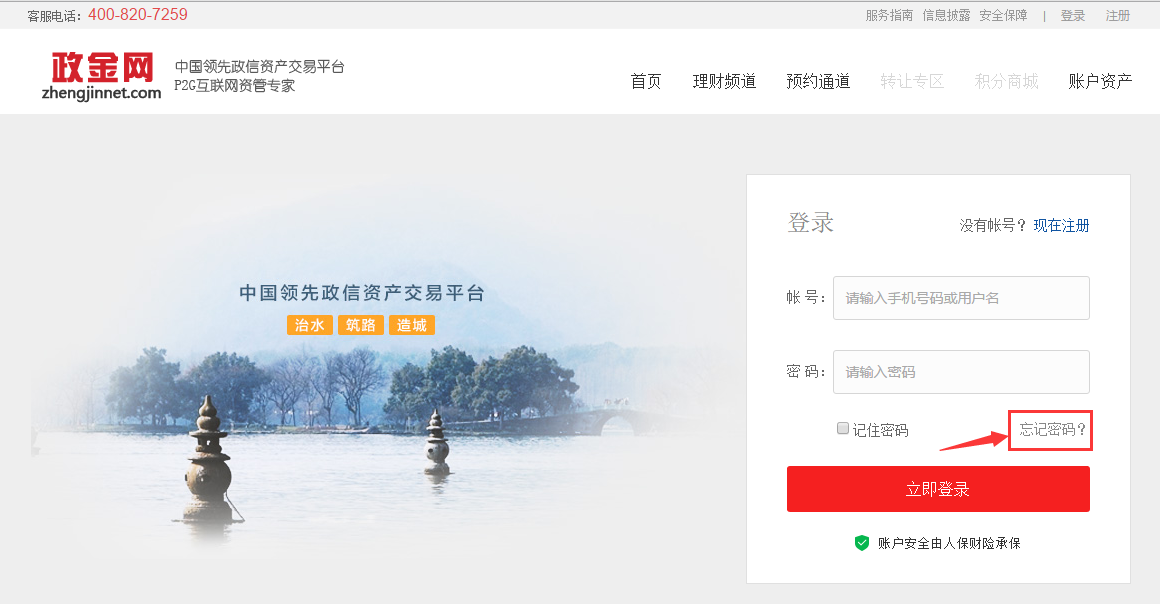 客服电话：400-820-7259
服务指南 信息披露 安全保障 | 登录 注册
政金网
zhengjinnet.com
中国领先政信资产交易平台
P2G互联网资管专家
首页 理财频道 预约通道 转让专区 积分商城 账户资产
中国领先政信资产交易平台
治水 筑路 造城
登录
没有帐号？现在注册
帐 号：
请输入手机号码或用户名
密 码：
请输入密码
记住密码
忘记密码？
立即登录
账户安全由人保财险承保